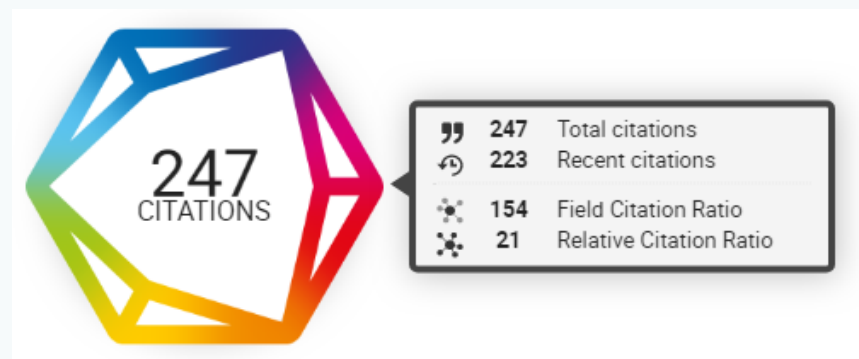 247
CITATIONS
247 Total citations
223 Recent citations
154 Field Citation Ratio
21 Relative Citation Ratio